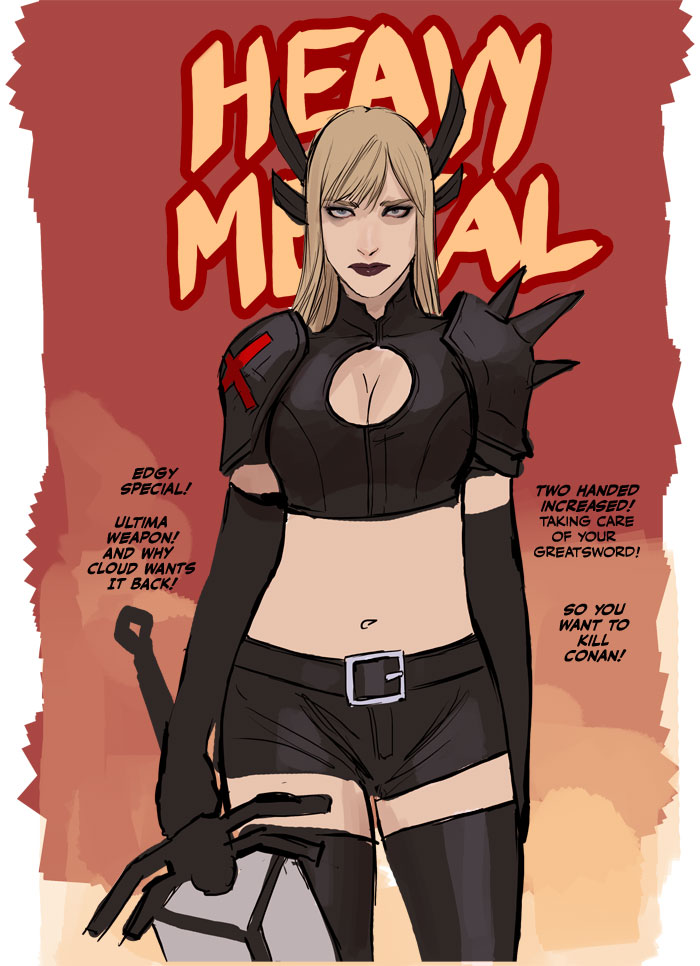 HEAVY
METAL
EDGY
SPECIAL!
ULTIMA
WEAPON!
AND WHY
CLOUD WANTS
IT BACK!
TWO HANDED
INCREASED!
TAKING CARE
OF YOUR
GREATSWORD!
SO YOU
WANT TO
KILL
CONAN!